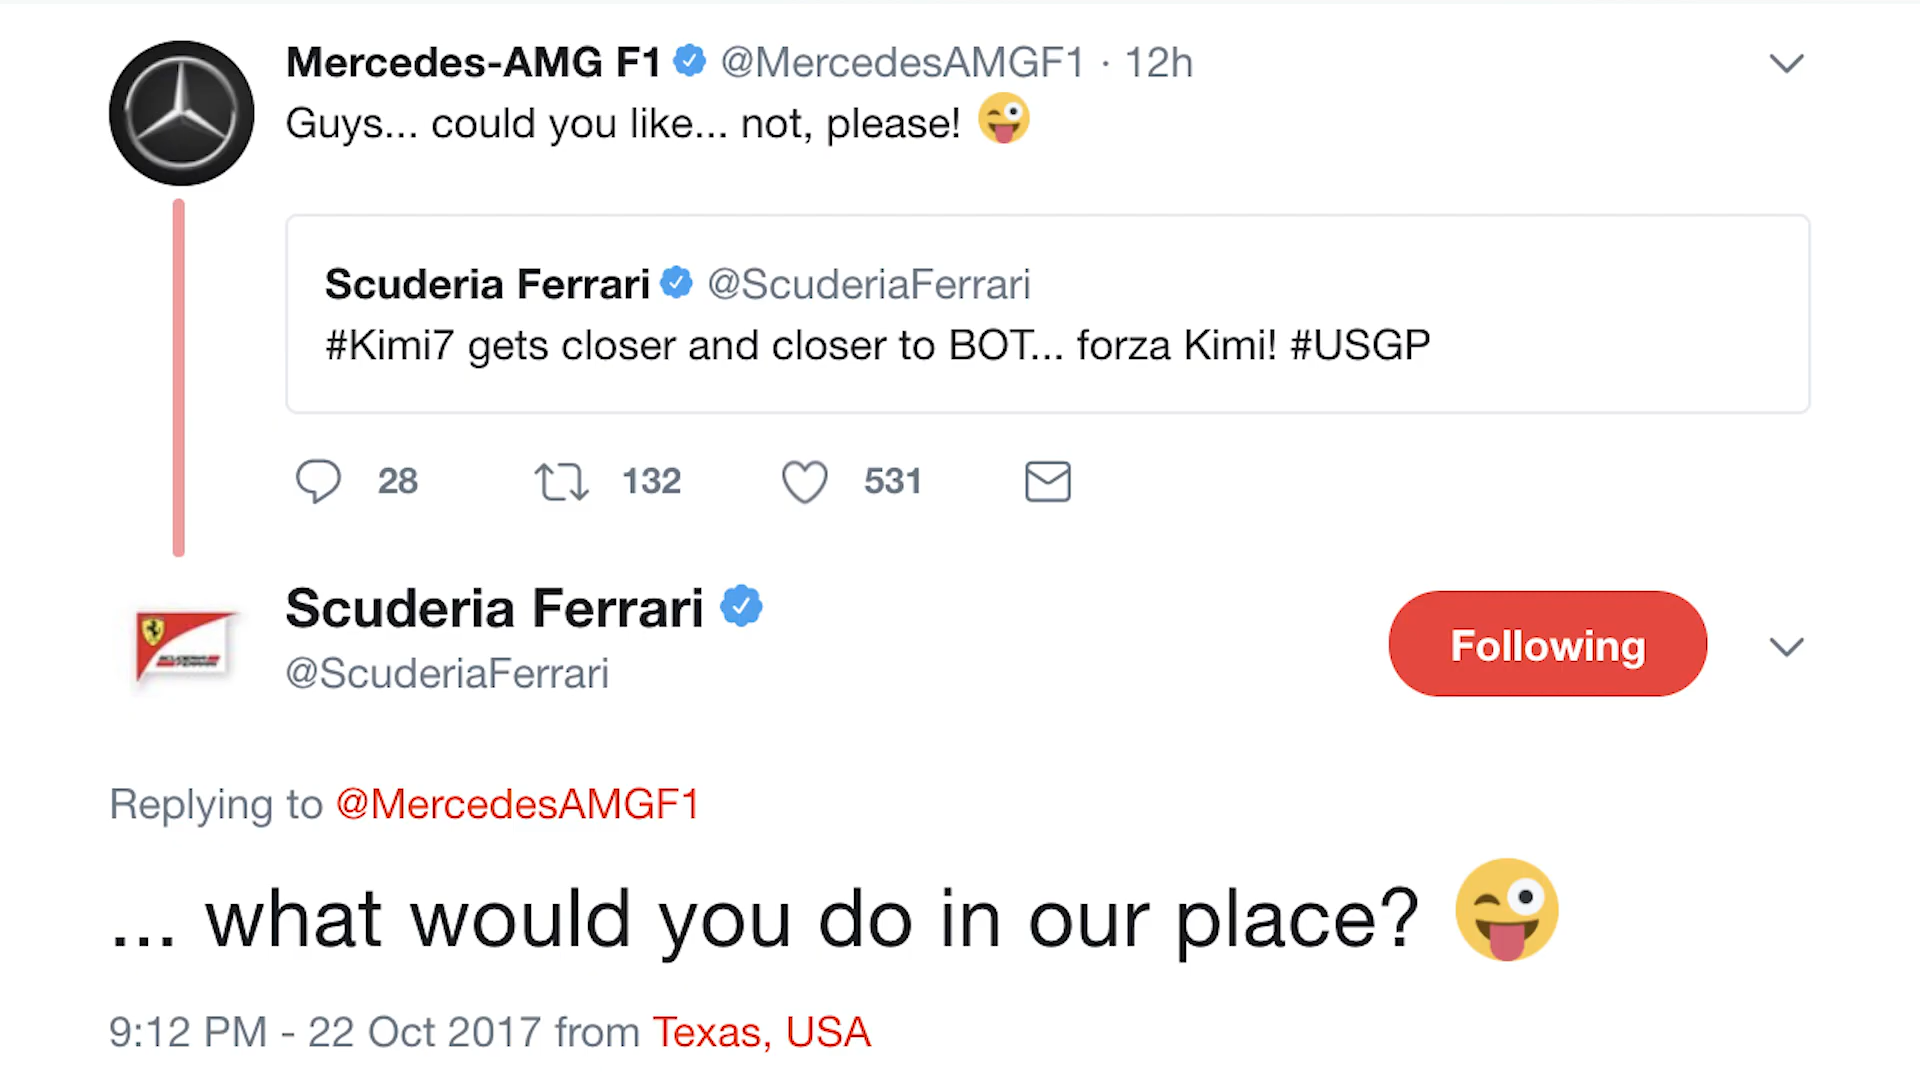 Mercedes-AMG F1 @MercedesAMGF1 · 12h
Guys... could you like... not, please! 😜
Scuderia Ferrari @ScuderiaFerrari
#Kimi7 gets closer and closer to BOT... forza Kimi! #USGP
28 132 531
Scuderia Ferrari
@ScuderiaFerrari
Following
SCUDERIA FERRARI
Replying to @MercedesAMGF1
... what would you do in our place? 😜
9:12 PM - 22 Oct 2017 from Texas, USA